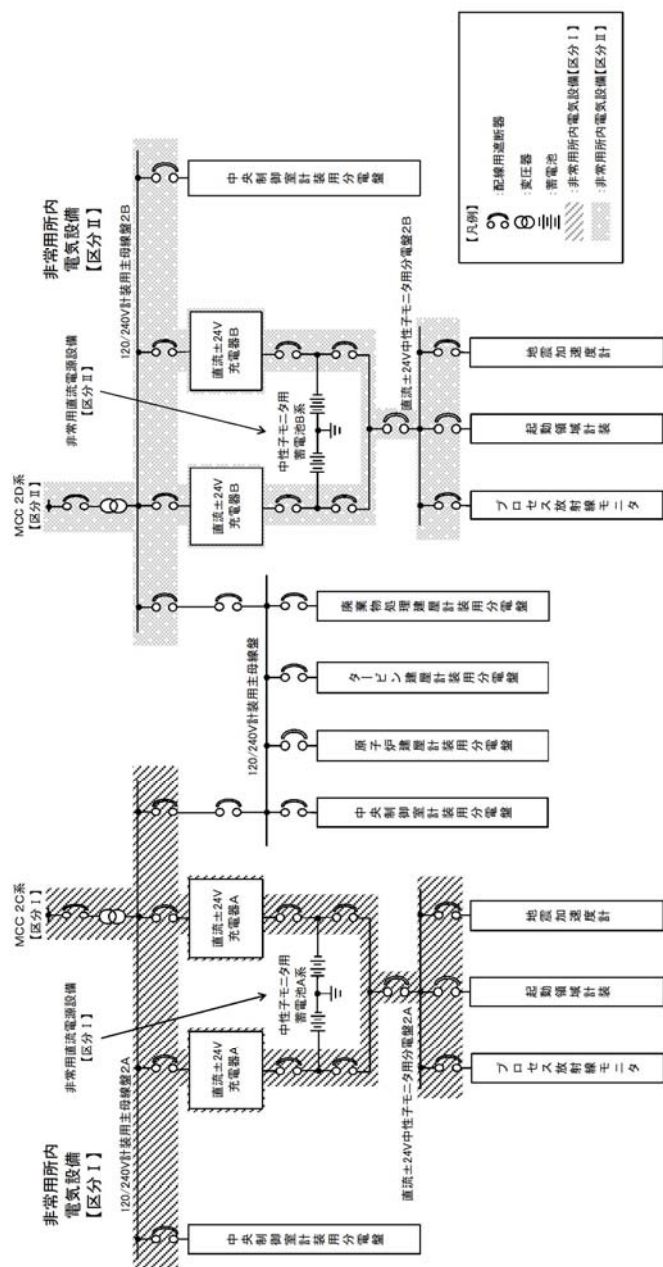 非常用所内
電気設備
【区分Ⅰ】
120/240V計装用主母線盤2A
非常用直流電源設備
【区分Ⅰ】
MCC 2C系
【区分Ⅰ】
直流±24V
充電器A
直流±24V
充電器A
中性子モニタ用
蓄電池A系
直流±24V中性子モニタ用分電盤2A
中央制御室計装用分電盤
プロセス放射線モニタ
起動領域計装
地震加速度計
120/240V計装用主母線盤
中央制御室計装用分電盤
原子炉建屋計装用分電盤
タービン建屋計装用分電盤
廃棄物処理建屋計装用分電盤
MCC 2D系
【区分Ⅱ】
非常用直流電源設備
【区分Ⅱ】
非常用所内
電気設備
【区分Ⅱ】
120/240V計装用主母線盤2B
直流±24V
充電器B
直流±24V
充電器B
中性子モニタ用
蓄電池B系
直流±24V中性子モニタ用分電盤2B
プロセス放射線モニタ
起動領域計装
地震加速度計
中央制御室計装用分電盤
【凡例】
:配線用遮断器
:変圧器
:蓄電池
:非常用所内電気設備【区分Ⅰ】
:非常用所内電気設備【区分Ⅱ】